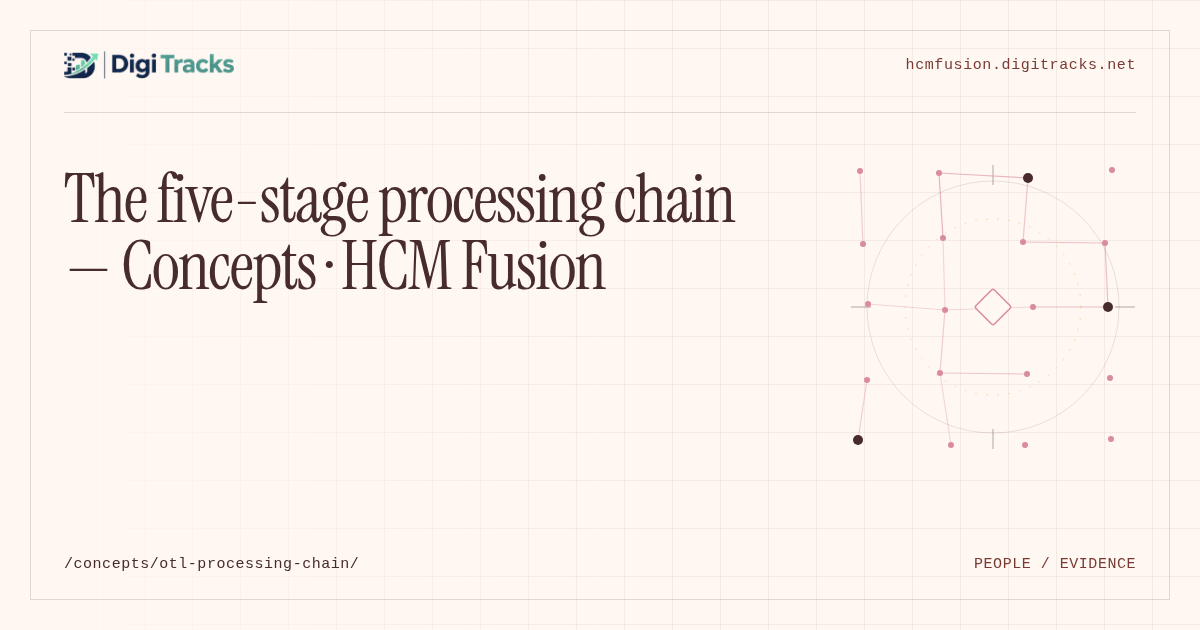 Digi Tracks
hcmfusion.digitracks.net
The five-stage processing chain
— Concepts · HCM Fusion
/concepts/otl-processing-chain/
PEOPLE / EVIDENCE